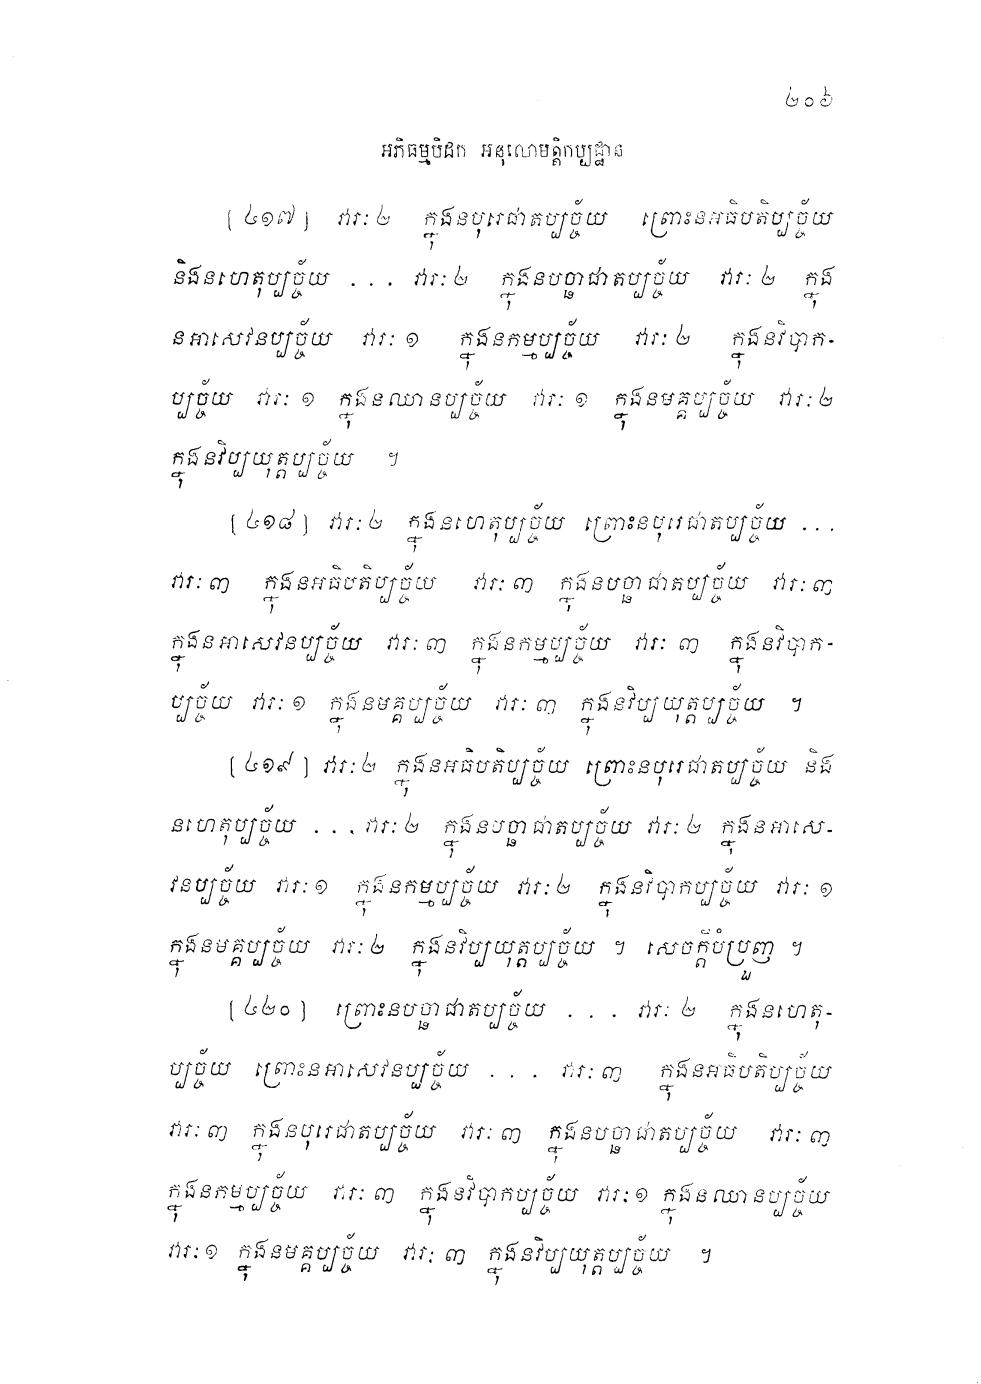 ២០៦
អភិធម្មបិដក អនុលោមត្តិកប្បដ្ឋាន
[៤១៧] វារៈ ២ ក្នុងនបុរេជាតប្បច្ច័យ ព្រោះនអធិបតិប្បច្ច័យ
និងនហេតុប្បច្ច័យ ... វារៈ ២ ក្នុងនបច្ឆាជាតប្បច្ច័យ វារៈ ២ ក្នុង
នអាសេវនប្បច្ច័យ វារៈ ១ ក្នុងនកម្មប្បច្ច័យ វារៈ ២ ក្នុងនវិបាក-
ប្បច្ច័យ វារៈ ១ ក្នុងនឈានប្បច្ច័យ វារៈ ១ ក្នុងនមគ្គប្បច្ច័យ វារៈ ២
ក្នុងនវិប្បយុត្តប្បច្ច័យ ។
[៤១៨] វារៈ ២ ក្នុងនហេតុប្បច្ច័យ ព្រោះនបុរេជាតប្បច្ច័យ ...
វារៈ ៣ ក្នុងនអធិបតិប្បច្ច័យ វារៈ ៣ ក្នុងនបច្ឆាជាតប្បច្ច័យ វារៈ ៣
ក្នុងនអាសេវនប្បច្ច័យ វារៈ ៣ ក្នុងនកម្មប្បច្ច័យ វារៈ ៣ ក្នុងនវិបាក-
ប្បច្ច័យ វារៈ ១ ក្នុងនមគ្គប្បច្ច័យ វារៈ ៣ ក្នុងនវិប្បយុត្តប្បច្ច័យ ។
[៤១៩] វារៈ ២ ក្នុងនអធិបតិប្បច្ច័យ ព្រោះនបុរេជាតប្បច្ច័យ និង
នហេតុប្បច្ច័យ ... វារៈ ២ ក្នុងនបច្ឆាជាតប្បច្ច័យ វារៈ ២ ក្នុងនអាសេ-
វនប្បច្ច័យ វារៈ ១ ក្នុងនកម្មប្បច្ច័យ វារៈ ២ ក្នុងនវិបាកប្បច្ច័យ វារៈ ១
ក្នុងនមគ្គប្បច្ច័យ វារៈ ២ ក្នុងនវិប្បយុត្តប្បច្ច័យ ។ សេចក្តីបំប្រួញ ។
[៤២០] ព្រោះនបច្ឆាជាតប្បច្ច័យ ... វារៈ ២ ក្នុងនហេតុ-
ប្បច្ច័យ ព្រោះនអាសេវនប្បច្ច័យ ... វារៈ ៣ ក្នុងនអធិបតិប្បច្ច័យ
វារៈ ៣ ក្នុងនបុរេជាតប្បច្ច័យ វារៈ ៣ ក្នុងនបច្ឆាជាតប្បច្ច័យ វារៈ ៣
ក្នុងនកម្មប្បច្ច័យ វារៈ ៣ ក្នុងនវិបាកប្បច្ច័យ វារៈ ១ ក្នុងនឈានប្បច្ច័យ
វារៈ ១ ក្នុងនមគ្គប្បច្ច័យ វារៈ ៣ ក្នុងនវិប្បយុត្តប្បច្ច័យ ។